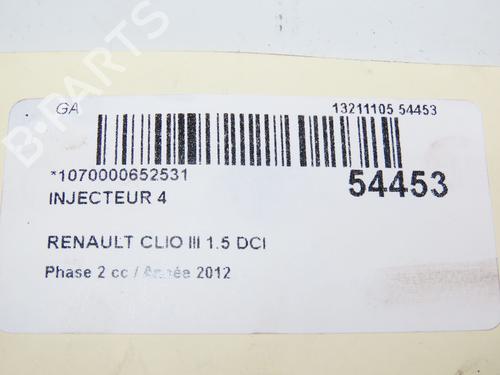 GA
13211105 54453
*1070000652531
54453
INJECTEUR 4
RENAULT CLIO III 1.5 DCI
Phase 2 cc / Année 2012
B-PARTS